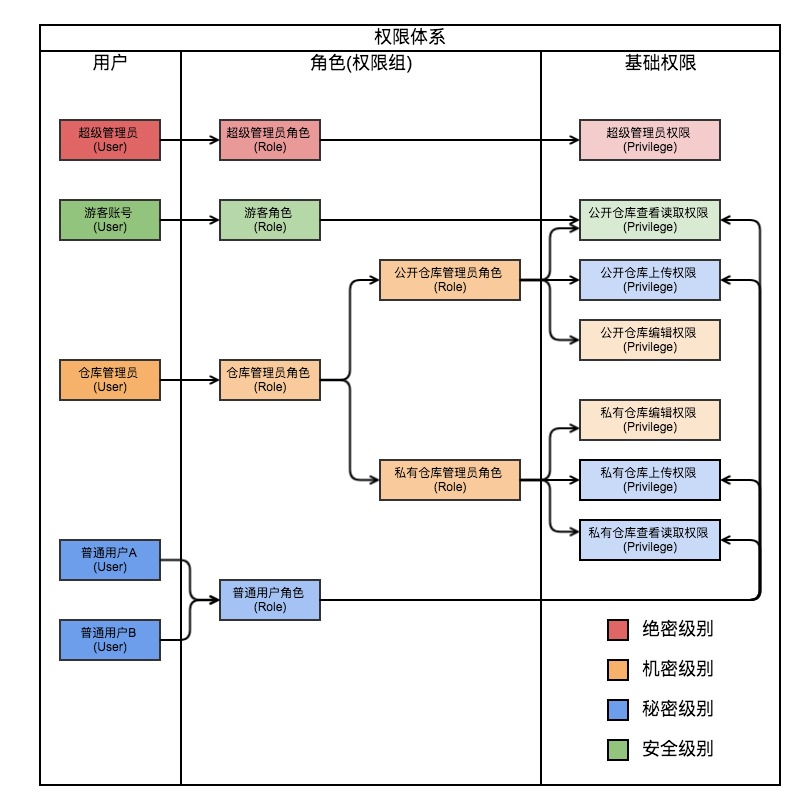 权限体系
用户
角色(权限组)
基础权限
超级管理员
(User)
超级管理员角色
(Role)
超级管理员权限
(Privilege)
游客账号
(User)
游客角色
(Role)
公开仓库查看读取权限
(Privilege)
公开仓库管理员角色
(Role)
公开仓库上传权限
(Privilege)
公开仓库编辑权限
(Privilege)
仓库管理员
(User)
仓库管理员角色
(Role)
私有仓库编辑权限
(Privilege)
私有仓库管理员角色
(Role)
私有仓库上传权限
(Privilege)
私有仓库查看读取权限
(Privilege)
普通用户A
(User)
普通用户角色
(Role)
普通用户B
(User)
绝密级别
机密级别
秘密级别
安全级别